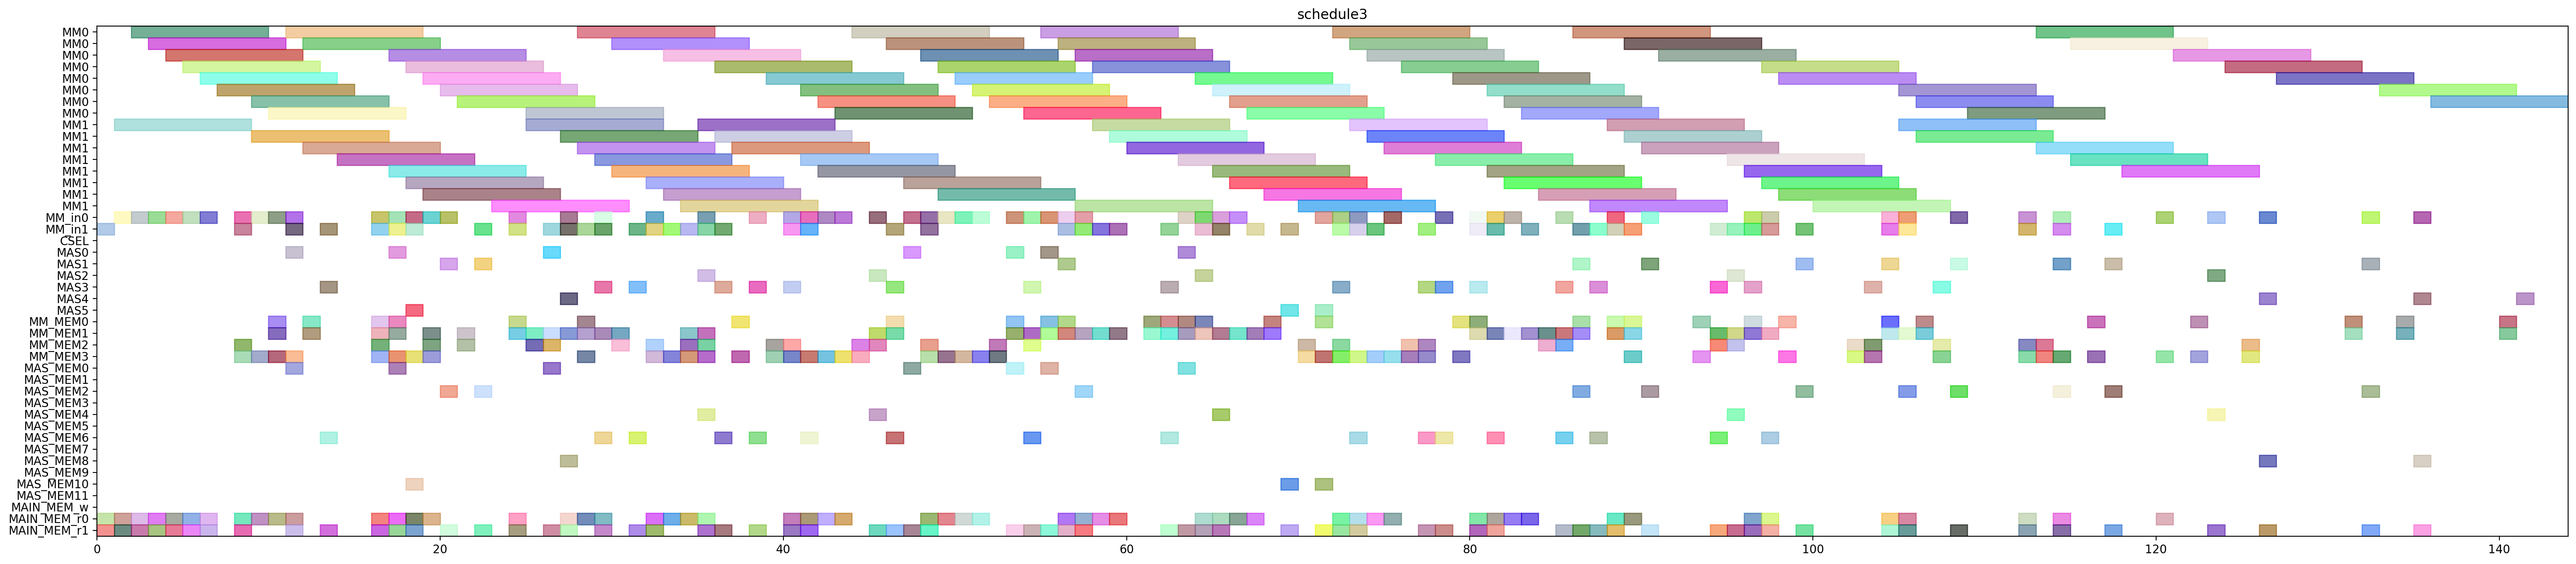 schedule3
MM0
MM0
MM0
MM0
MM0
MM0
MM0
MM0
MM1
MM1
MM1
MM1
MM1
MM1
MM1
MM1
MM_in0
MM_in1
CSEL
MAS0
MAS1
MAS2
MAS3
MAS4
MAS5
MM_MEM0
MM_MEM1
MM_MEM2
MM_MEM3
MAS_MEM0
MAS_MEM1
MAS_MEM2
MAS_MEM3
MAS_MEM4
MAS_MEM5
MAS_MEM6
MAS_MEM7
MAS_MEM8
MAS_MEM9
MAS_MEM10
MAS_MEM11
MAIN_MEM_w
MAIN_MEM_r0
MAIN_MEM_r1
0 20 40 60 80 100 120 140